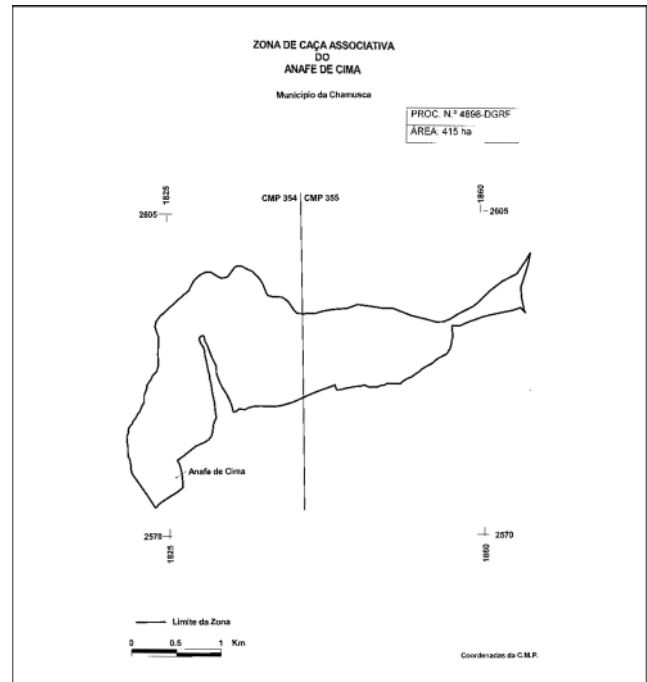 ZONA DE CAÇA ASSOCIATIVA
DO
ANAFE DE CIMA
Município da Chamusca
PROC. N.º 4898-DGRF
ÁREA: 415 ha
1825
CMP 354 CMP 355
1860
2605
2605
Anafe de Cima
2570
2570
1825
1860
Limite da Zona
0 0.5 1 Km
Coordenadas da C.M.P.